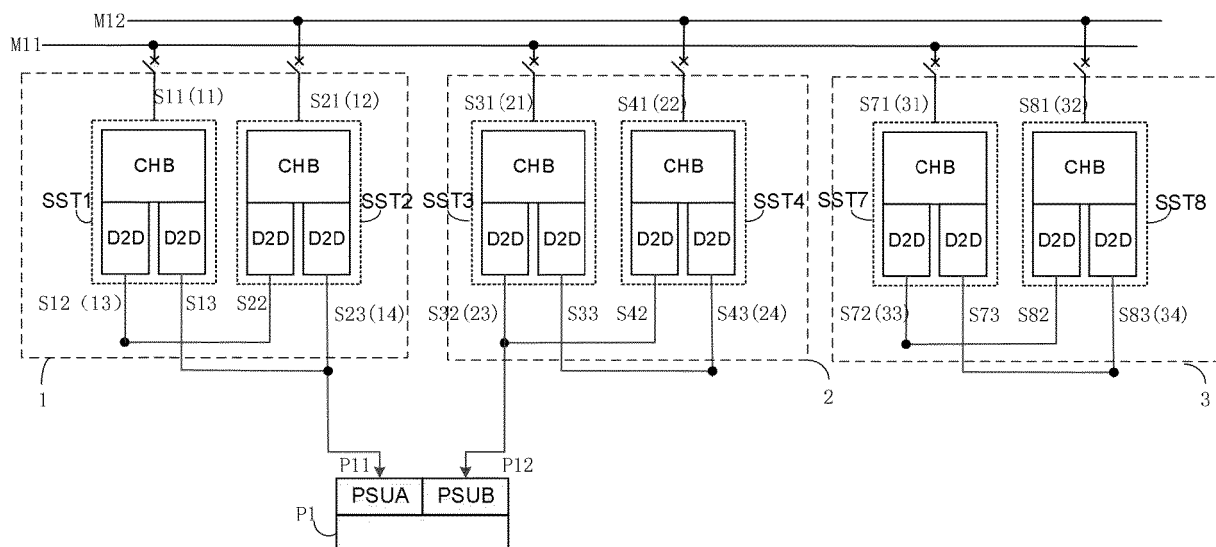 M12
M11
S11(11)
S21(12)
S31(21)
S41(22)
S71(31)
S81(32)
CHB
CHB
CHB
CHB
CHB
CHB
SST1
SST2
SST3
SST4
SST7
SST8
D2D
D2D
D2D
D2D
D2D
D2D
D2D
D2D
D2D
D2D
D2D
D2D
S12 (13)
S13
S22
S23(14)
S32(23)
S33
S42
S43(24)
S72(33)
S73
S82
S83(34)
1
2
3
P11
P12
PSUA
PSUB
P1